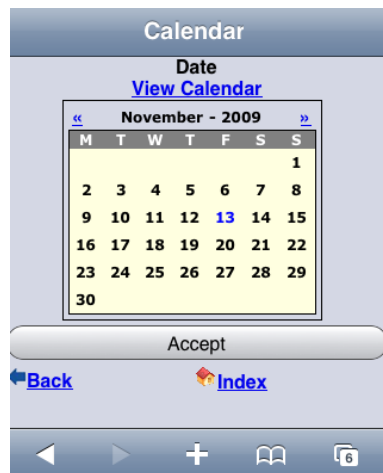 Calendar
Date
View Calendar
« November - 2009 »
M T W T F S S
1
2 3 4 5 6 7 8
9 10 11 12 13 14 15
16 17 18 19 20 21 22
23 24 25 26 27 28 29
30
Accept
Back Index
6